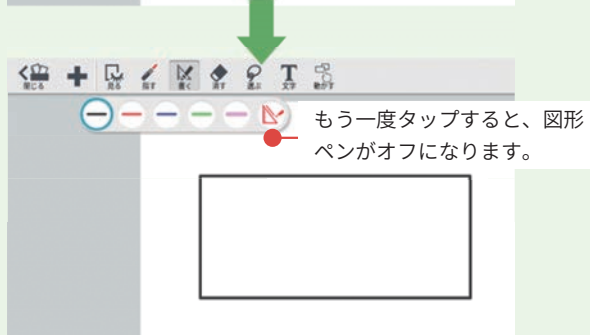 閉じる 見る 指す 書く 消す 選ぶ 文字 動かす
もう一度タップすると、図形
ペンがオフになります。